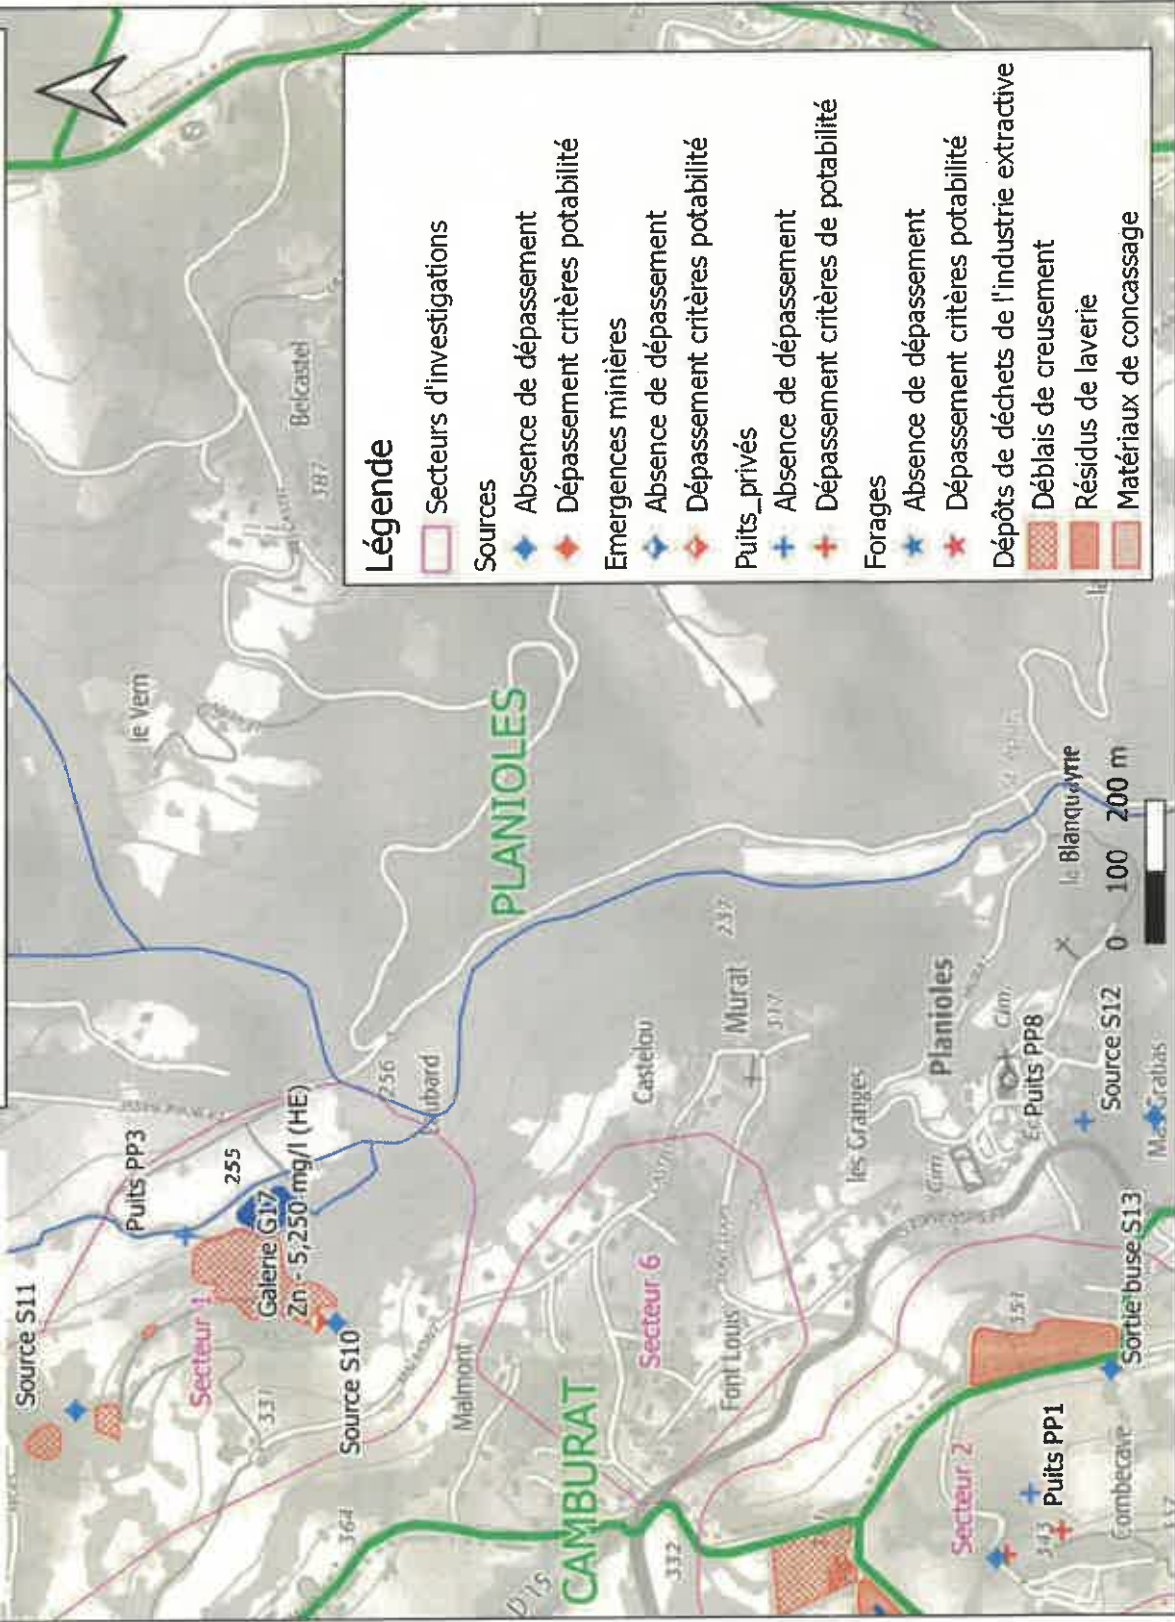 Légende
Secteurs d'investigations
Sources
Absence de dépassement
Dépassement critères potabilité
Emergences minières
Absence de dépassement
Dépassement critères potabilité
Puits_privés
Absence de dépassement
Dépassement critères de potabilité
Forages
Absence de dépassement
Dépassement critères potabilité
Dépôts de déchets de l'industrie extractive
Déblais de creusement
Résidus de laverie
Matériaux de concassage
Source S11
Puits PP3
255
Secteur 1
Galerie G17
Zn - 5,250 mg/l (HE)
Source S10
331
364
Malmont
le Vern
Belcastel
387
256
PLANIOLES
CAMBURAT
Castelou
Murat
317
237
Secteur 6
Font Louis
332
les Granges
Planioles
Cim.
Cim.
Puits PP8
Source S12
la Blanquayrie
0 100 200 m
351
Sortie buse S13
Secteur 2
343
Puits PP1
Combecave